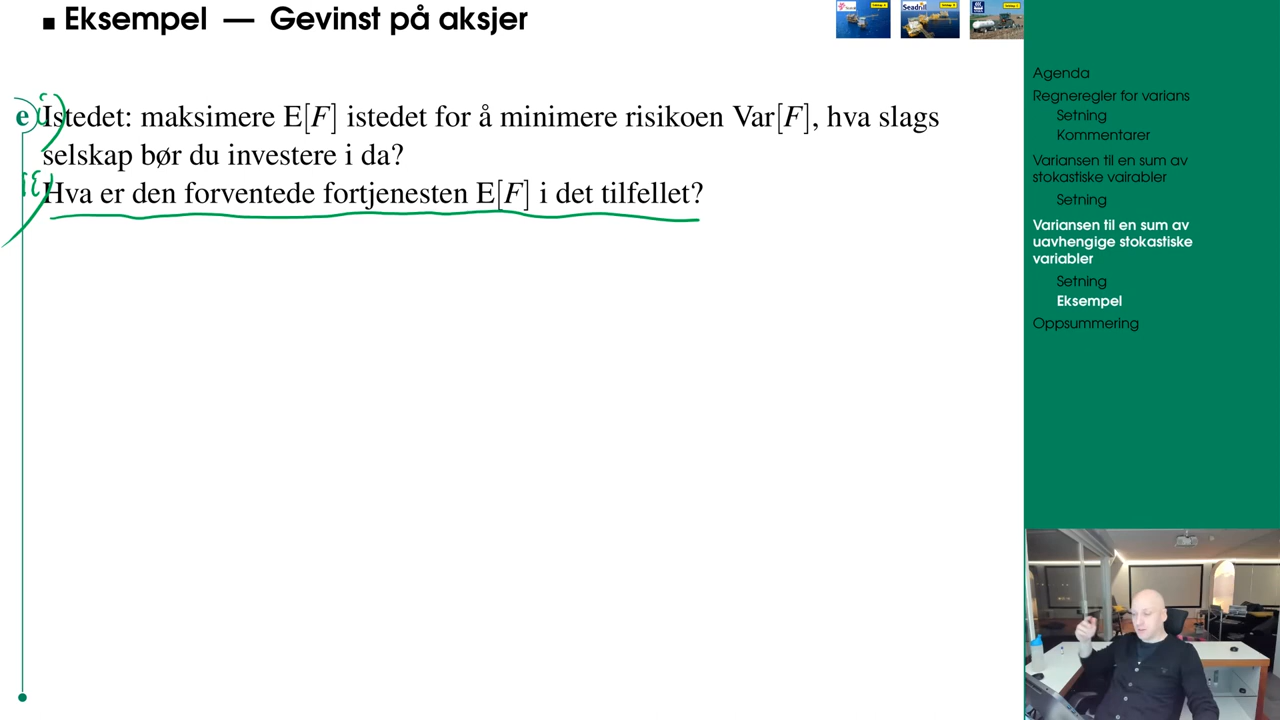 Eksempel — Gevinst på aksjer
Seadrill
e i) Istedet: maksimere E[F] istedet for å minimere risikoen Var[F], hva slags
selskap bør du investere i da?
ii) Hva er den forventede fortjenesten E[F] i det tilfellet?
Agenda
Regneregler for varians
Setning
Kommentarer
Variansen til en sum av
stokastiske vairabler
Setning
Variansen til en sum av
uavhengige stokastiske
variabler
Setning
Eksempel
Oppsummering